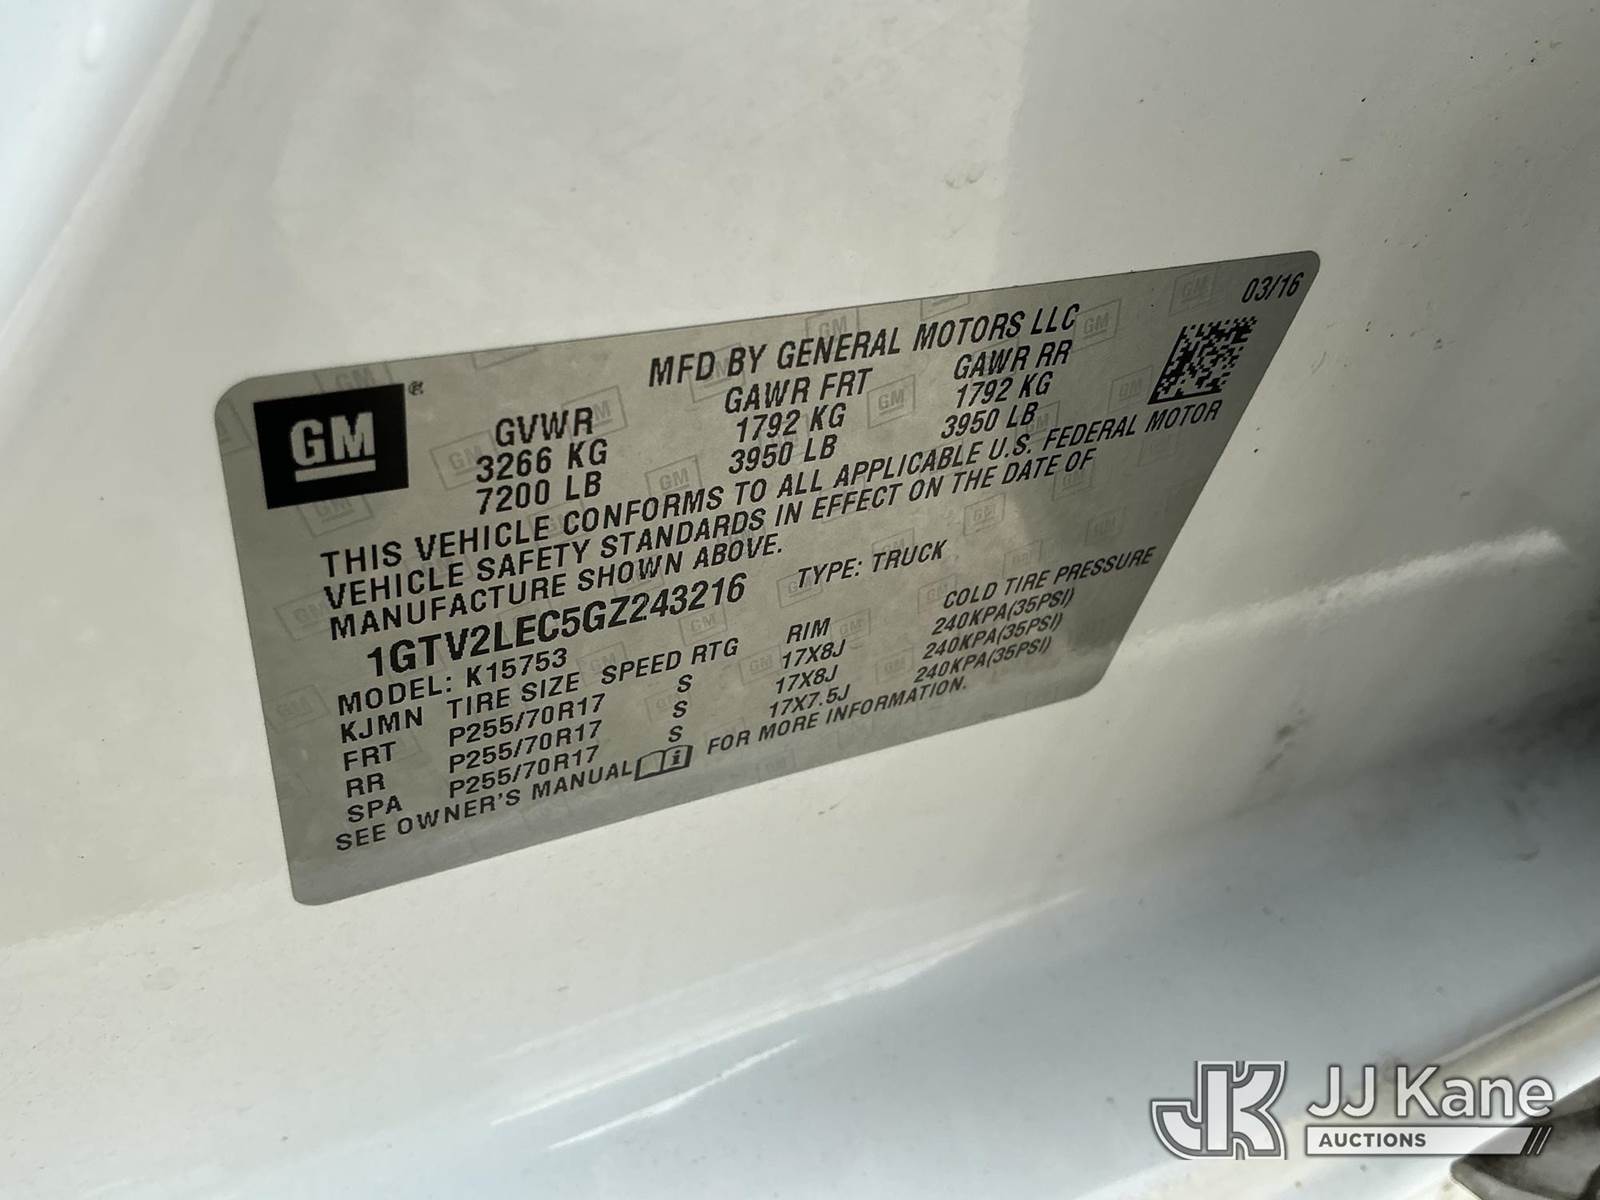 03/16
MFD BY GENERAL MOTORS LLC
GM®
GVWR GAWR FRT GAWR RR
3266 KG 1792 KG 1792 KG
7200 LB 3950 LB 3950 LB
THIS VEHICLE CONFORMS TO ALL APPLICABLE U.S. FEDERAL MOTOR
VEHICLE SAFETY STANDARDS IN EFFECT ON THE DATE OF
MANUFACTURE SHOWN ABOVE.
1GTV2LEC5GZ243216 TYPE: TRUCK
MODEL: K15753
KJMN TIRE SIZE SPEED RTG RIM COLD TIRE PRESSURE
FRT P255/70R17 S 17X8J 240KPA(35PSI)
RR P255/70R17 S 17X8J 240KPA(35PSI)
SPA P255/70R17 S 17X7.5J 240KPA(35PSI)
SEE OWNER'S MANUAL i FOR MORE INFORMATION.
JK JJ Kane
AUCTIONS